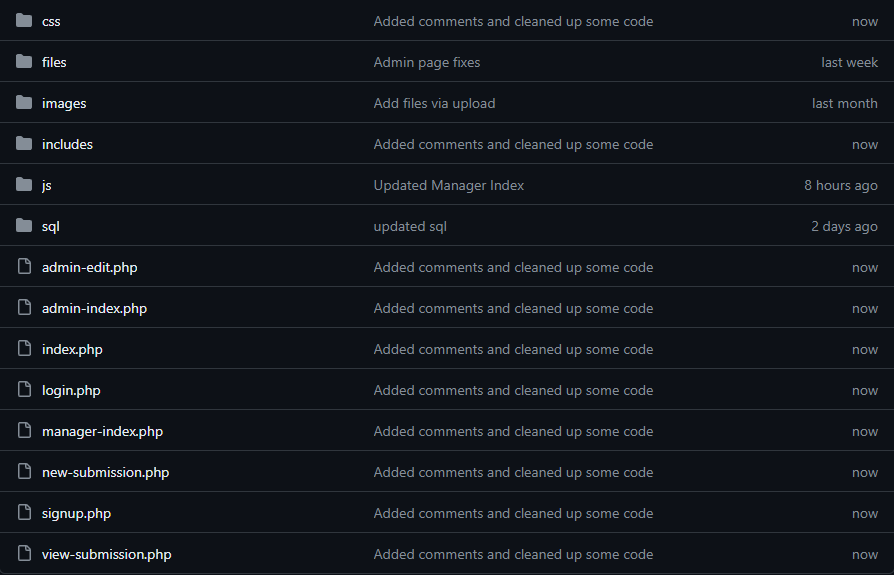 css Added comments and cleaned up some code now
files Admin page fixes last week
images Add files via upload last month
includes Added comments and cleaned up some code now
js Updated Manager Index 8 hours ago
sql updated sql 2 days ago
admin-edit.php Added comments and cleaned up some code now
admin-index.php Added comments and cleaned up some code now
index.php Added comments and cleaned up some code now
login.php Added comments and cleaned up some code now
manager-index.php Added comments and cleaned up some code now
new-submission.php Added comments and cleaned up some code now
signup.php Added comments and cleaned up some code now
view-submission.php Added comments and cleaned up some code now